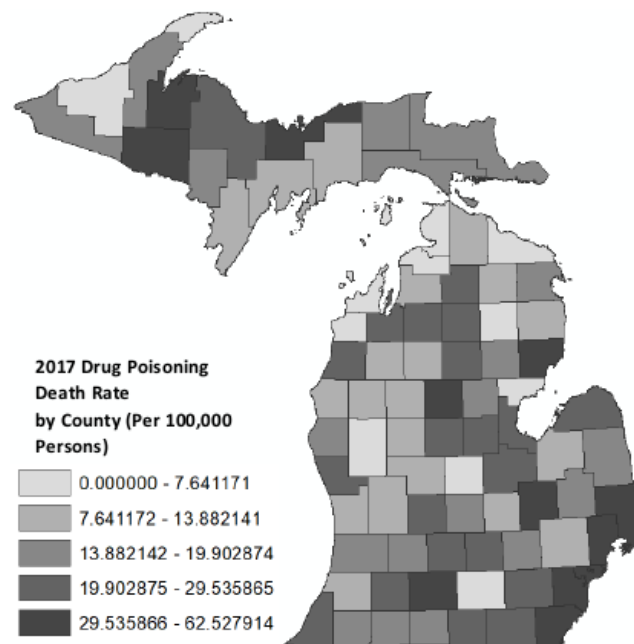 2017 Drug Poisoning
Death Rate
by County (Per 100,000
Persons)
0.000000 - 7.641171
7.641172 - 13.882141
13.882142 - 19.902874
19.902875 - 29.535865
29.535866 - 62.527914